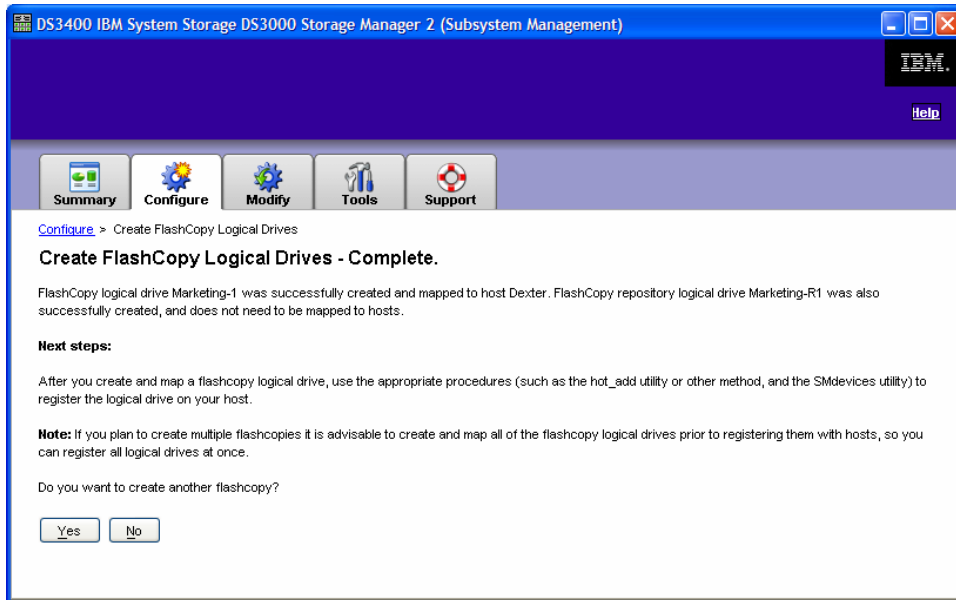 DS3400 IBM System Storage DS3000 Storage Manager 2 (Subsystem Management)
IBM.
Help
Summary Configure Modify Tools Support
Configure > Create FlashCopy Logical Drives
Create FlashCopy Logical Drives - Complete.
FlashCopy logical drive Marketing-1 was successfully created and mapped to host Dexter. FlashCopy repository logical drive Marketing-R1 was also
successfully created, and does not need to be mapped to hosts.
Next steps:
After you create and map a flashcopy logical drive, use the appropriate procedures (such as the hot_add utility or other method, and the SMdevices utility) to
register the logical drive on your host.
Note: If you plan to create multiple flashcopies it is advisable to create and map all of the flashcopy logical drives prior to registering them with hosts, so you
can register all logical drives at once.
Do you want to create another flashcopy?
Yes No